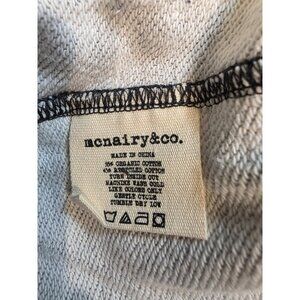 mcnairy&co.
MADE IN CHINA
55% ORGANIC COTTON
45% RECYCLED COTTON
TURN INSIDE OUT
MACHINE WASH COLD
LIKE COLORS ONLY
GENTLE CYCLE
TUMBLE DRY LOW